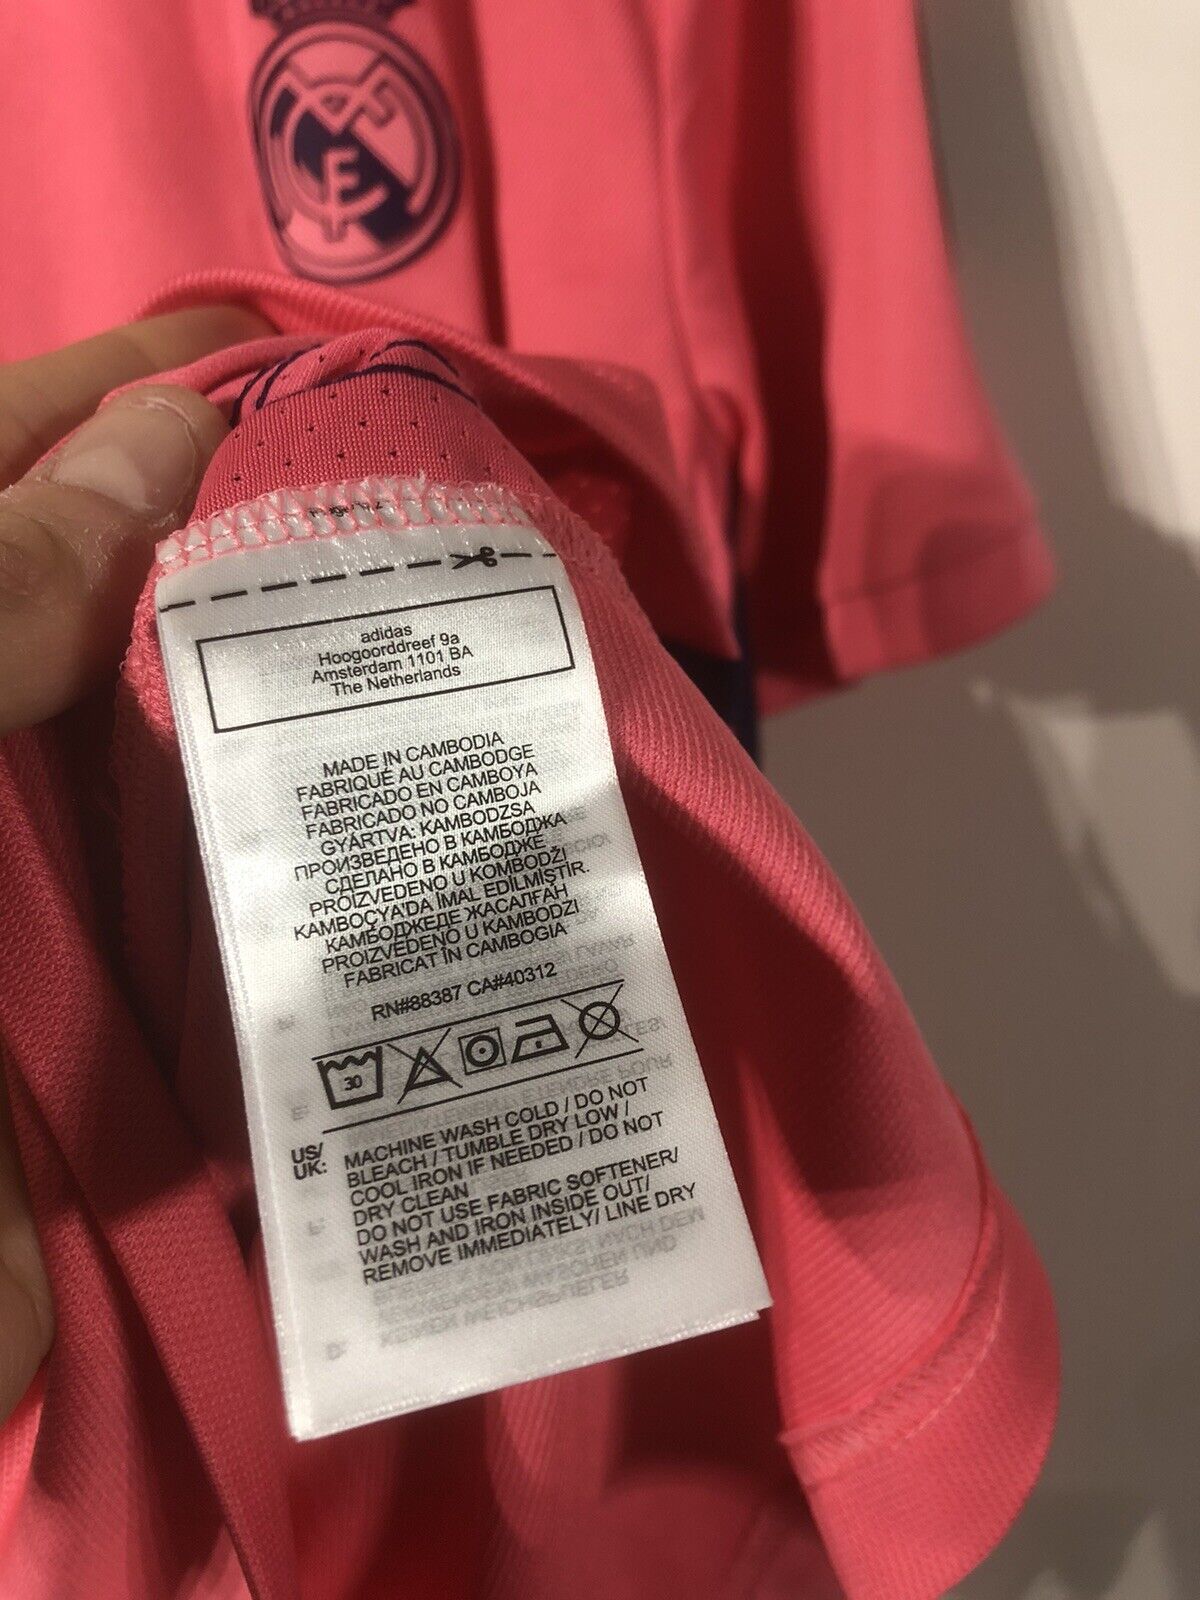 adidas
Hoogoorddreef 9a
Amsterdam 1101 BA
The Netherlands
MADE IN CAMBODIA
FABRIQUÉ AU CAMBODGE
FABRICADO EN CAMBOYA
FABRICADO NO CAMBOJA
GYÁRTVA: KAMBODZSA
ПРОИЗВЕДЕНО В КАМБОДЖА
СДЕЛАНО В КАМБОДЖЕ
PROIZVEDENO U KOMBODŽI
KAMBOÇYA'DA İMAL EDİLMİŞTİR.
КАМБОДЖЕДЕ ЖАСАЛҒАН
PROIZVEDENO U KAMBODZI
FABRICAT ÎN CAMBOGIA
RN#88387 CA#40312
30
US/
UK:
MACHINE WASH COLD / DO NOT
BLEACH / TUMBLE DRY LOW /
COOL IRON IF NEEDED / DO NOT
DRY CLEAN
DO NOT USE FABRIC SOFTENER/
WASH AND IRON INSIDE OUT/
REMOVE IMMEDIATELY/ LINE DRY